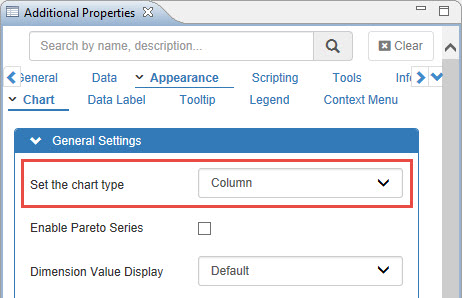 Additional Properties
Search by name, description...
Clear
General Data Appearance Scripting Tools Info
Chart Data Label Tooltip Legend Context Menu
General Settings
Set the chart type Column
Enable Pareto Series
Dimension Value Display Default